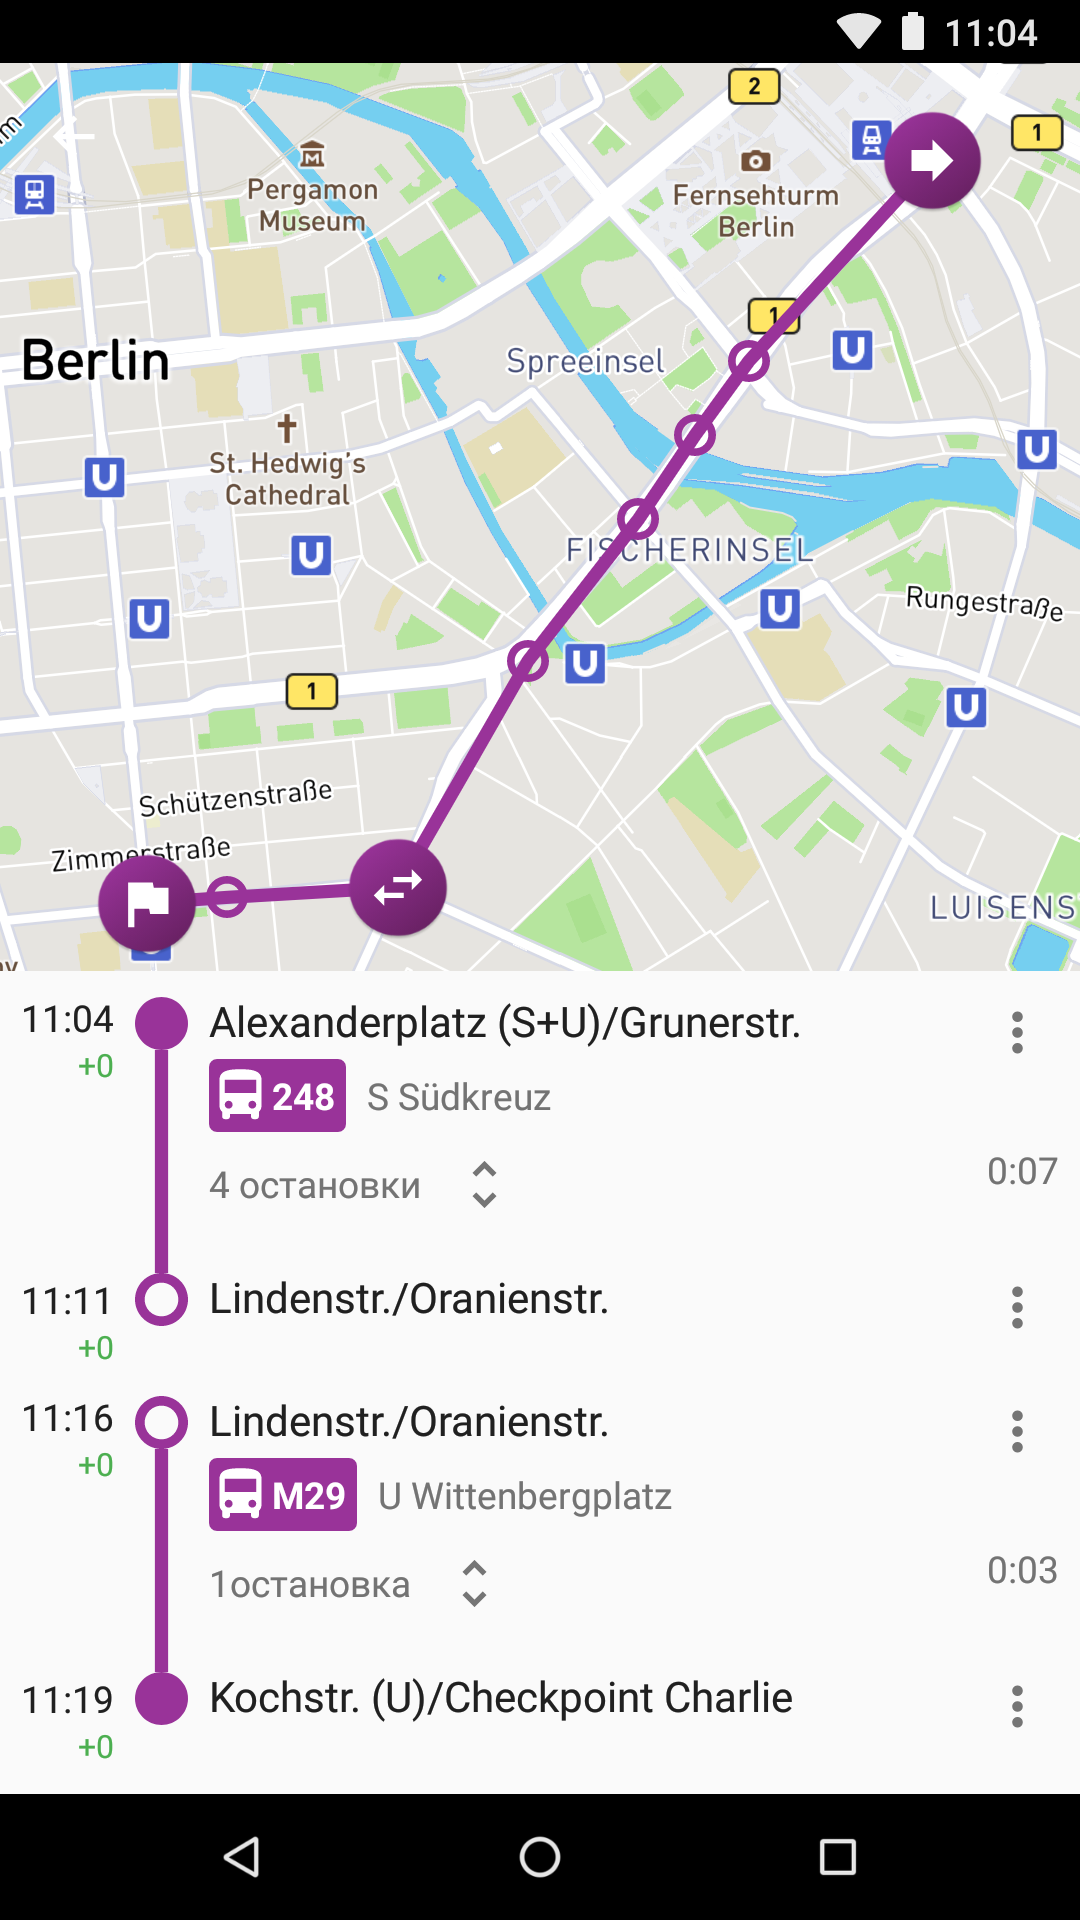 11:04
2
1
Pergamon
Museum
Fernsehturm
Berlin
1
Berlin
Spreeinsel
St. Hedwig's
Cathedral
FISCHERINSEL
Rungestraße
1
Schützenstraße
Zimmerstraße
LUISENS
11:04
+0
Alexanderplatz (S+U)/Grunerstr.
248
S Südkreuz
4 остановки
0:07
11:11
+0
Lindenstr./Oranienstr.
11:16
+0
Lindenstr./Oranienstr.
M29
U Wittenbergplatz
1остановка
0:03
11:19
+0
Kochstr. (U)/Checkpoint Charlie